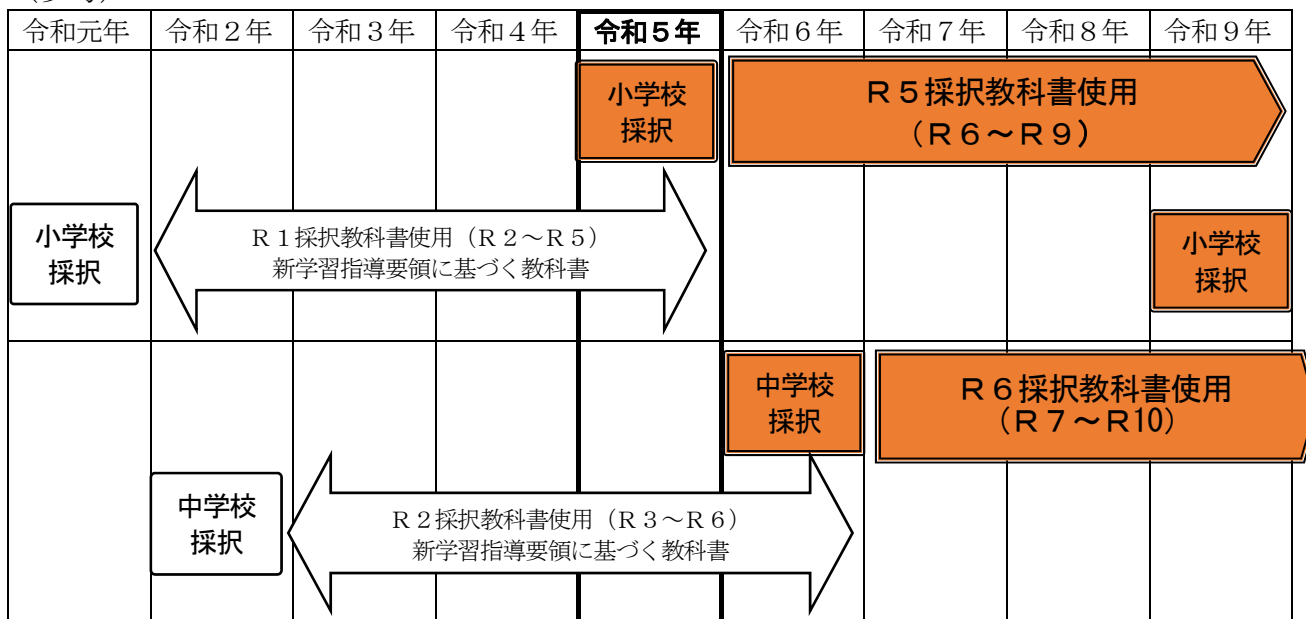 令和元年
令和２年
令和３年
令和４年
令和５年
令和６年
令和７年
令和８年
令和９年
小学校
採択
Ｒ５採択教科書使用
（Ｒ６～Ｒ９）
小学校
採択
Ｒ１採択教科書使用（Ｒ２～Ｒ５）
新学習指導要領に基づく教科書
小学校
採択
中学校
採択
Ｒ６採択教科書使用
（Ｒ７～Ｒ10）
中学校
採択
Ｒ２採択教科書使用（Ｒ３～Ｒ６）
新学習指導要領に基づく教科書